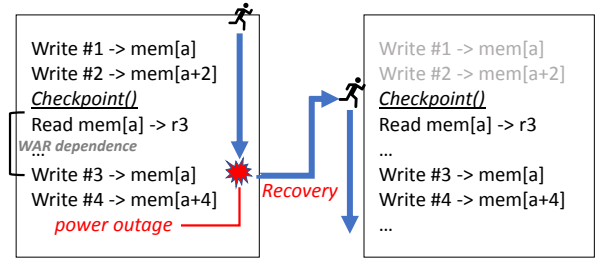 Write #1 -> mem[a]
Write #2 -> mem[a+2]
Checkpoint()
Read mem[a] -> r3
WAR dependence
...
Write #3 -> mem[a]
Write #4 -> mem[a+4]
power outage
Recovery
Write #1 -> mem[a]
Write #2 -> mem[a+2]
Checkpoint()
Read mem[a] -> r3
...
Write #3 -> mem[a]
Write #4 -> mem[a+4]
...